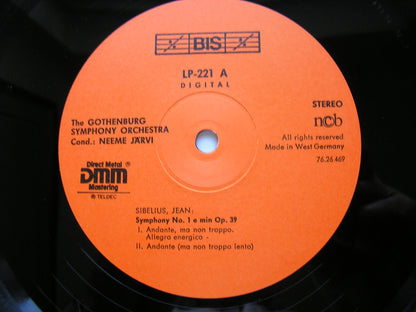 BIS
LP-221 A
DIGITAL
The GOTHENBURG
SYMPHONY ORCHESTRA
Cond.: NEEME JÄRVI
STEREO
ncb
All rights reserved
Made in West Germany
76.26 469
Direct Metal
DMM
Mastering
℗ TELDEC
SIBELIUS, JEAN:
Symphony No. 1 e min Op. 39
I. Andante, ma non troppo.
Allegro energico -
II. Andante (ma non troppo lento)